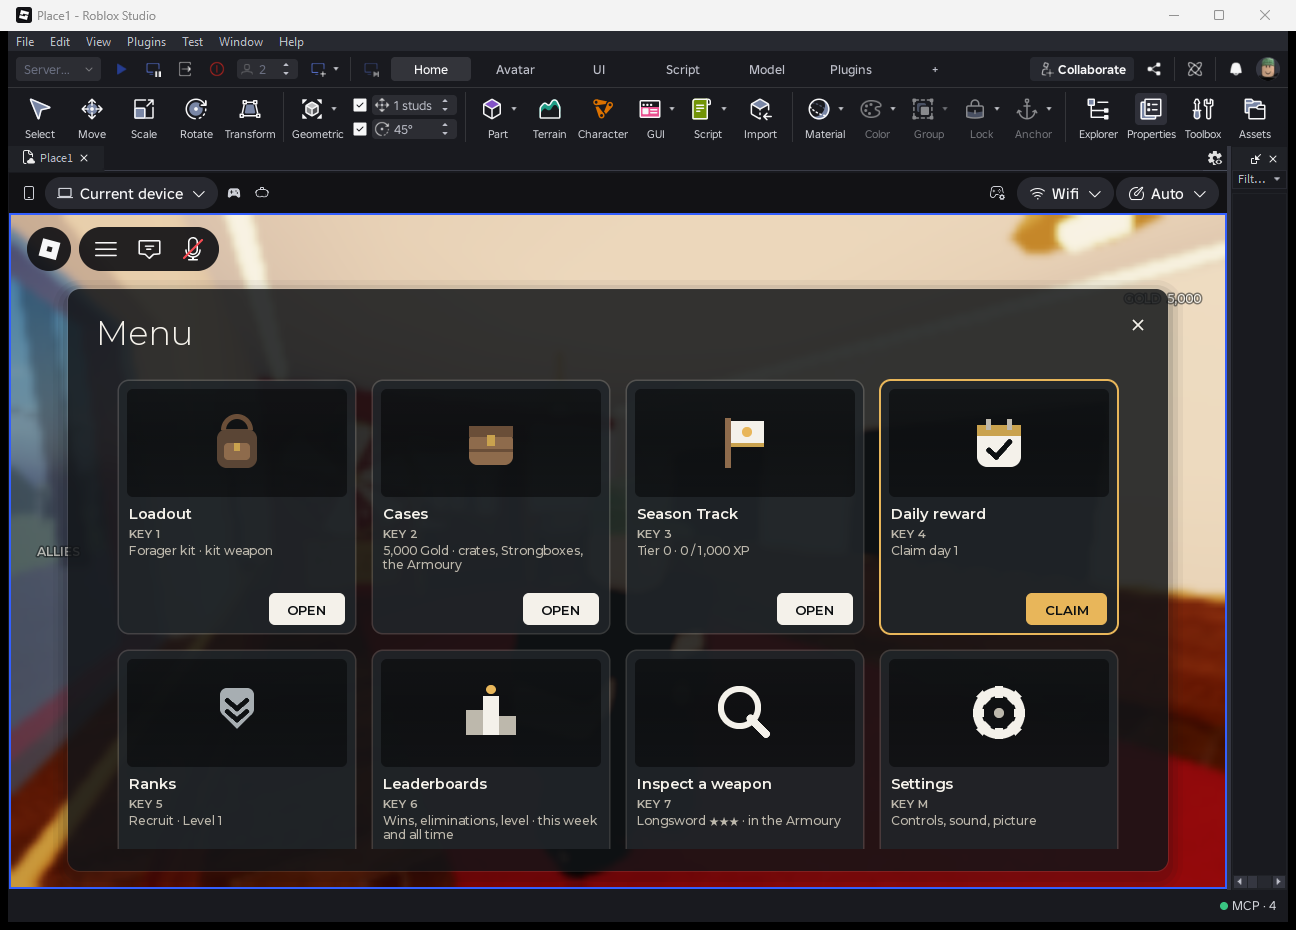 Place1 - Roblox Studio
File Edit View Plugins Test Window Help
Server... 2 Home Avatar UI Script Model Plugins + Collaborate
1 studs
45°
Select Move Scale Rotate Transform Geometric Part Terrain Character GUI Script Import Material Color Group Lock Anchor Explorer Properties Toolbox Assets
Place1
Filt...
Current device Wifi Auto
GOLD 5,000
Menu
ALLIES
Loadout
KEY 1
Forager kit · kit weapon
OPEN
Cases
KEY 2
5,000 Gold · crates, Strongboxes,
the Armoury
OPEN
Season Track
KEY 3
Tier 0 · 0 / 1,000 XP
OPEN
Daily reward
KEY 4
Claim day 1
CLAIM
Ranks
KEY 5
Recruit · Level 1
Leaderboards
KEY 6
Wins, eliminations, level · this week
and all time
Inspect a weapon
KEY 7
Longsword ★★★ · in the Armoury
Settings
KEY M
Controls, sound, picture
MCP · 4